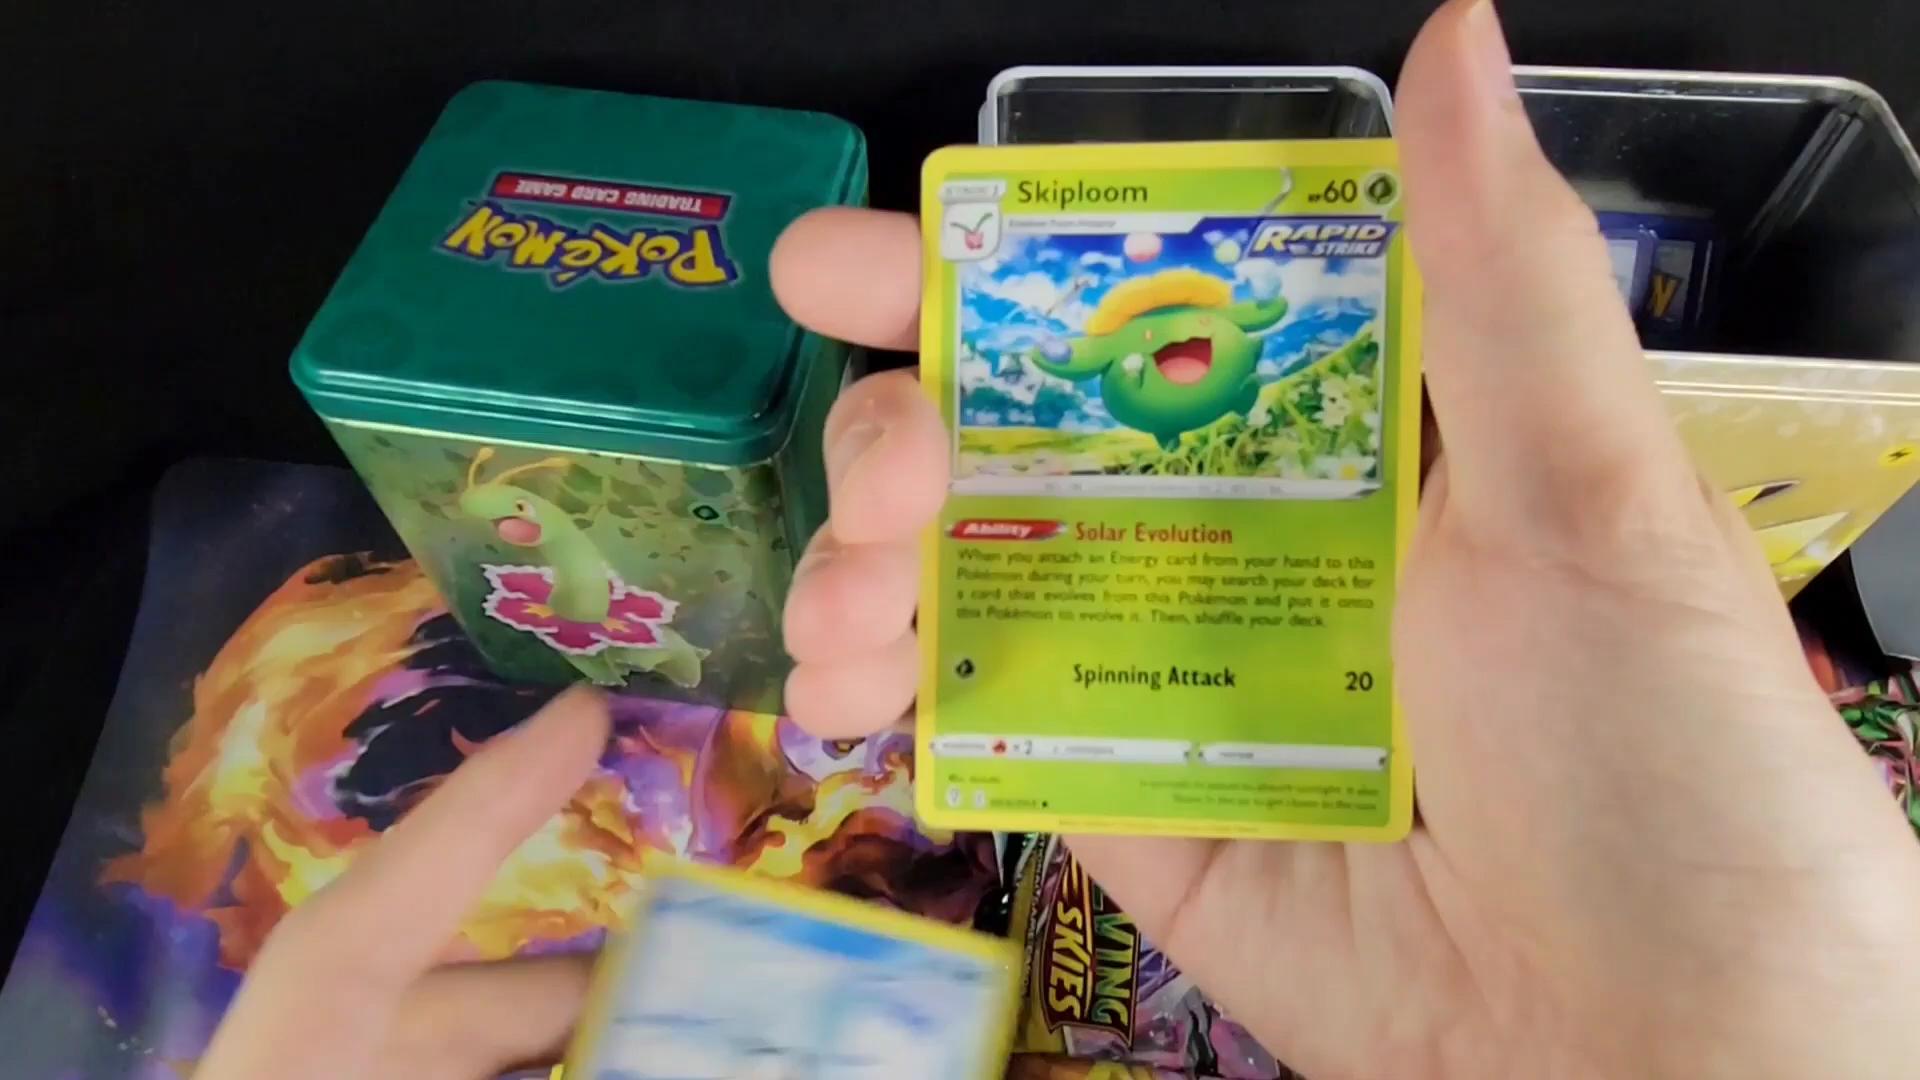 TRADING CARD GAME
POKéMON
Skiploom
HP60
RAPID
STRIKE
Ability Solar Evolution
When you attach an Energy card from your hand to this
Pokémon during your turn, you may search your deck for
a card that evolves from this Pokémon and put it onto
this Pokémon to evolve it. Then, shuffle your deck.
Spinning Attack 20
×2
VING
SKIES